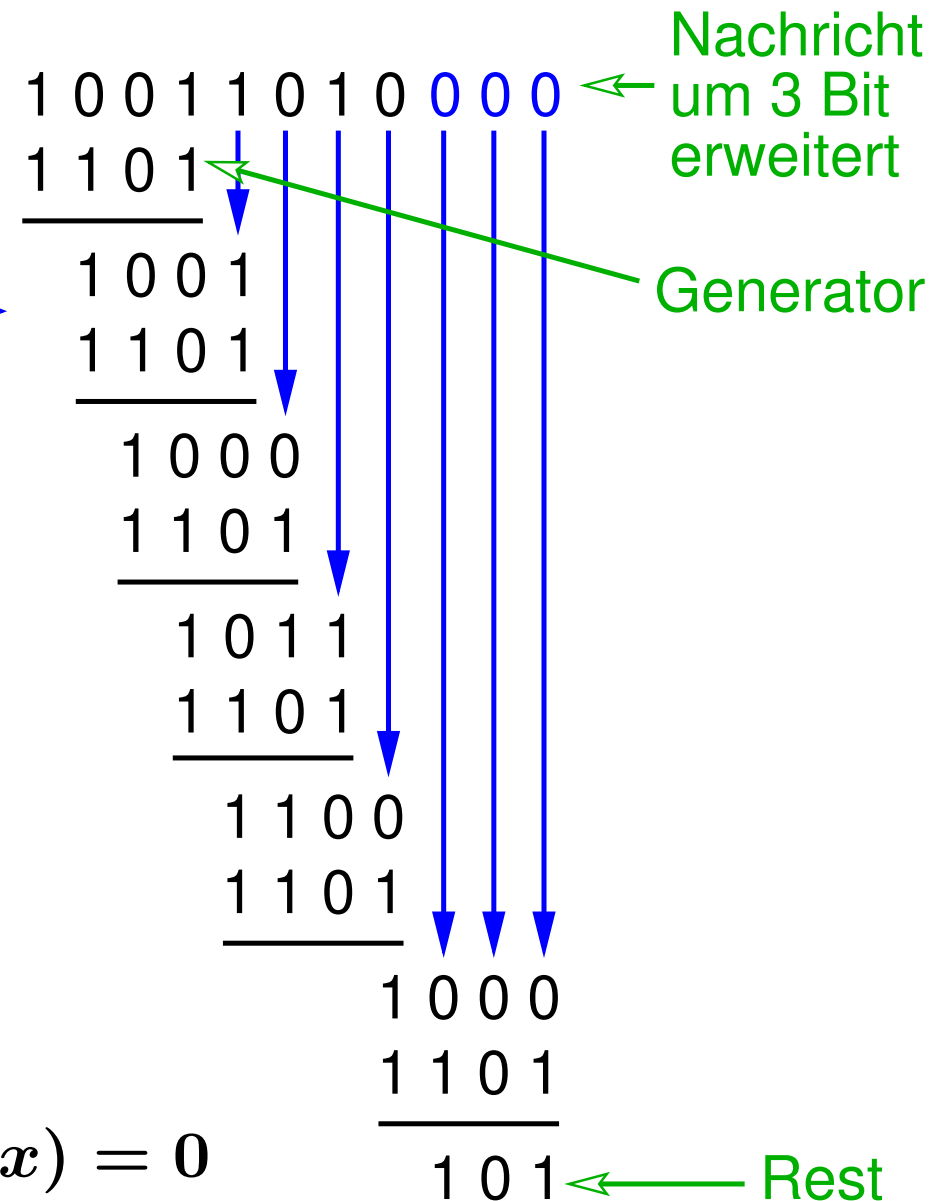 Nachricht
1 0 0 1 1 0 1 0 0 0 0 um 3 Bit
erweitert
1 1 0 1
1 0 0 1
Generator
1 1 0 1
1 0 0 0
1 1 0 1
1 0 1 1
1 1 0 1
1 1 0 0
1 1 0 1
1 0 0 0
1 1 0 1
x) = 0
1 0 1 Rest